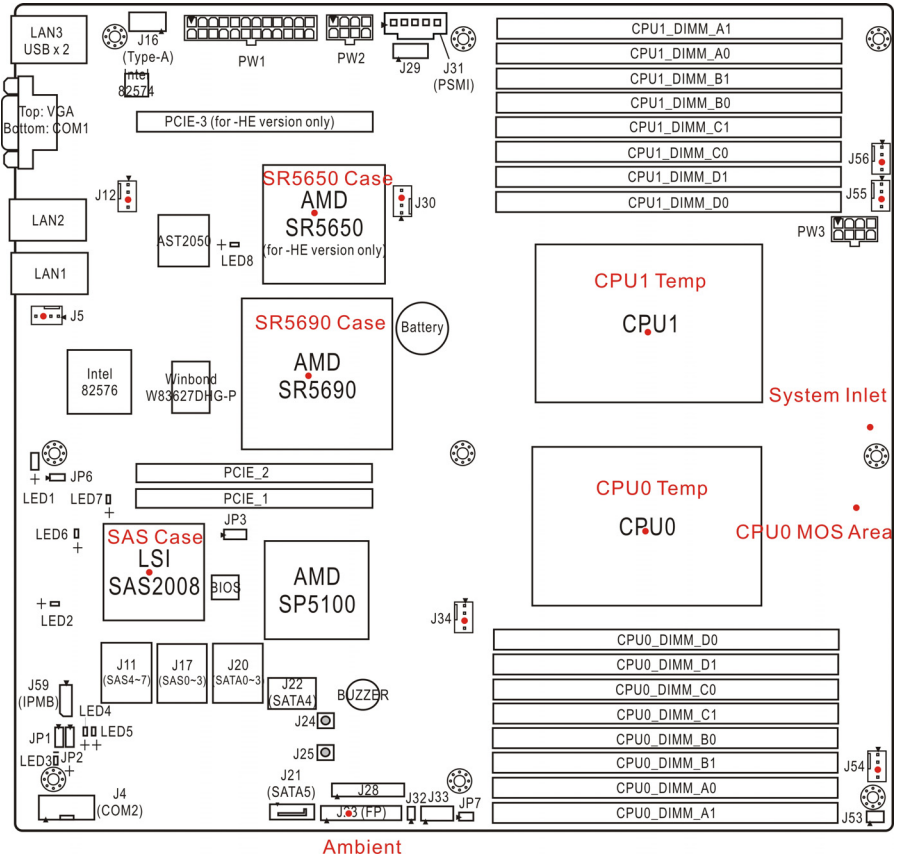 LAN3
USB x 2
J16
(Type-A)
Intel
82574
PW1
PW2
J29
J31
(PSMI)
CPU1_DIMM_A1
CPU1_DIMM_A0
CPU1_DIMM_B1
CPU1_DIMM_B0
CPU1_DIMM_C1
CPU1_DIMM_C0
CPU1_DIMM_D1
CPU1_DIMM_D0
Top: VGA
Bottom: COM1
PCIE-3 (for -HE version only)
J56
J55
PW3
J12
SR5650 Case
AMD
SR5650
(for -HE version only)
J30
LAN2
AST2050
LED8
LAN1
J5
SR5690 Case
AMD
SR5690
Battery
CPU1 Temp
CPU1
Intel
82576
Winbond
W83627DHG-P
System Inlet
LED1
JP6
LED7
PCIE_2
PCIE_1
CPU0 Temp
CPU0
CPU0 MOS Area
LED6
SAS Case
LSI
SAS2008
JP3
BIOS
AMD
SP5100
LED2
J34
J11
(SAS4~7)
J17
(SAS0~3)
J20
(SATA0~3)
J22
(SATA4)
BUZZER
J24
J25
J59
(IPMB)
LED4
LED5
JP1
JP2
LED3
J4
(COM2)
J21
(SATA5)
J28
J23 (FP)
J32
J33
JP7
CPU0_DIMM_D0
CPU0_DIMM_D1
CPU0_DIMM_C0
CPU0_DIMM_C1
CPU0_DIMM_B0
CPU0_DIMM_B1
CPU0_DIMM_A0
CPU0_DIMM_A1
J54
J53
Ambient